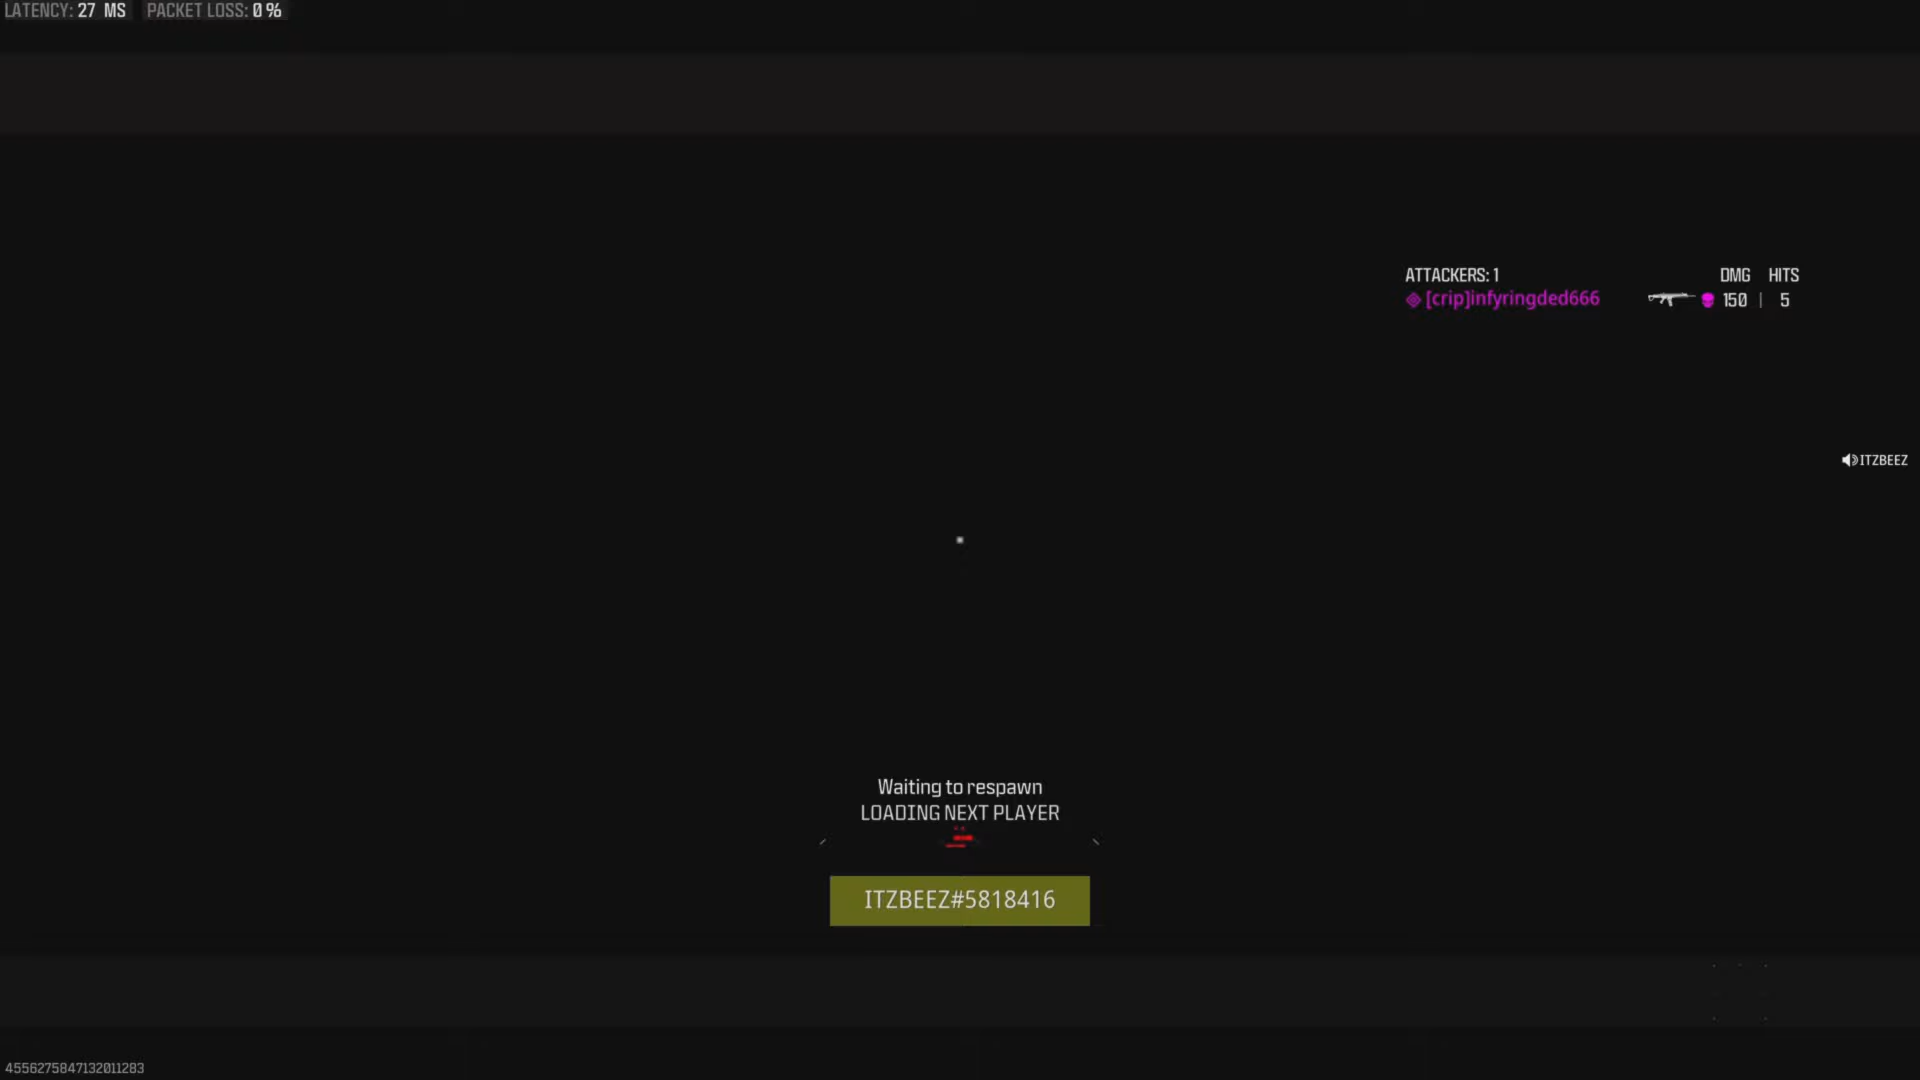 LATENCY: 27 MS PACKET LOSS: 0 %
ATTACKERS: 1 DMG HITS
[crip]infyringded666 150 | 5
ITZBEEZ
Waiting to respawn
LOADING NEXT PLAYER
ITZBEEZ#5818416
4556275847132011283